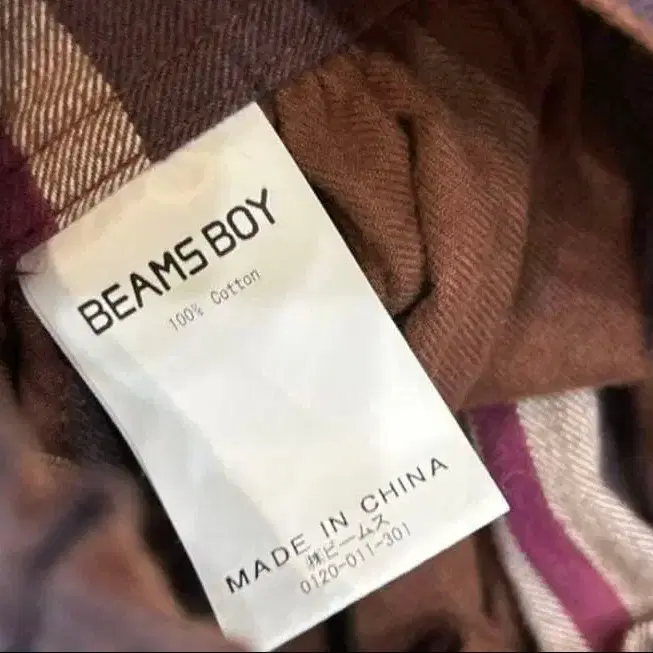 BEAMS BOY
100% Cotton
MADE IN CHINA
㈱ビームス
0120-011-301